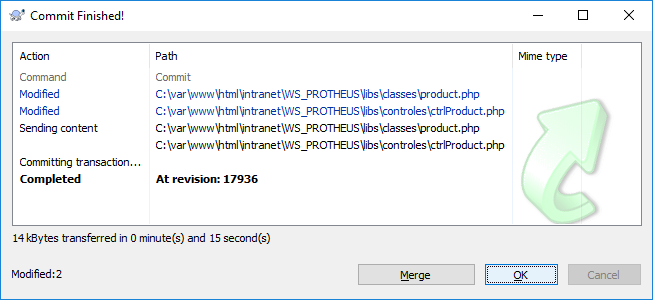 Commit Finished!
Action Path Mime type
Command Commit
Modified C:\var\www\html\intranet\WS_PROTHEUS\libs\classes\product.php
Modified C:\var\www\html\intranet\WS_PROTHEUS\libs\controles\ctrlProduct.php
Sending content C:\var\www\html\intranet\WS_PROTHEUS\libs\classes\product.php
C:\var\www\html\intranet\WS_PROTHEUS\libs\controles\ctrlProduct.php
Committing transaction...
Completed At revision: 17936
14 kBytes transferred in 0 minute(s) and 15 second(s)
Modified:2 Merge OK Cancel